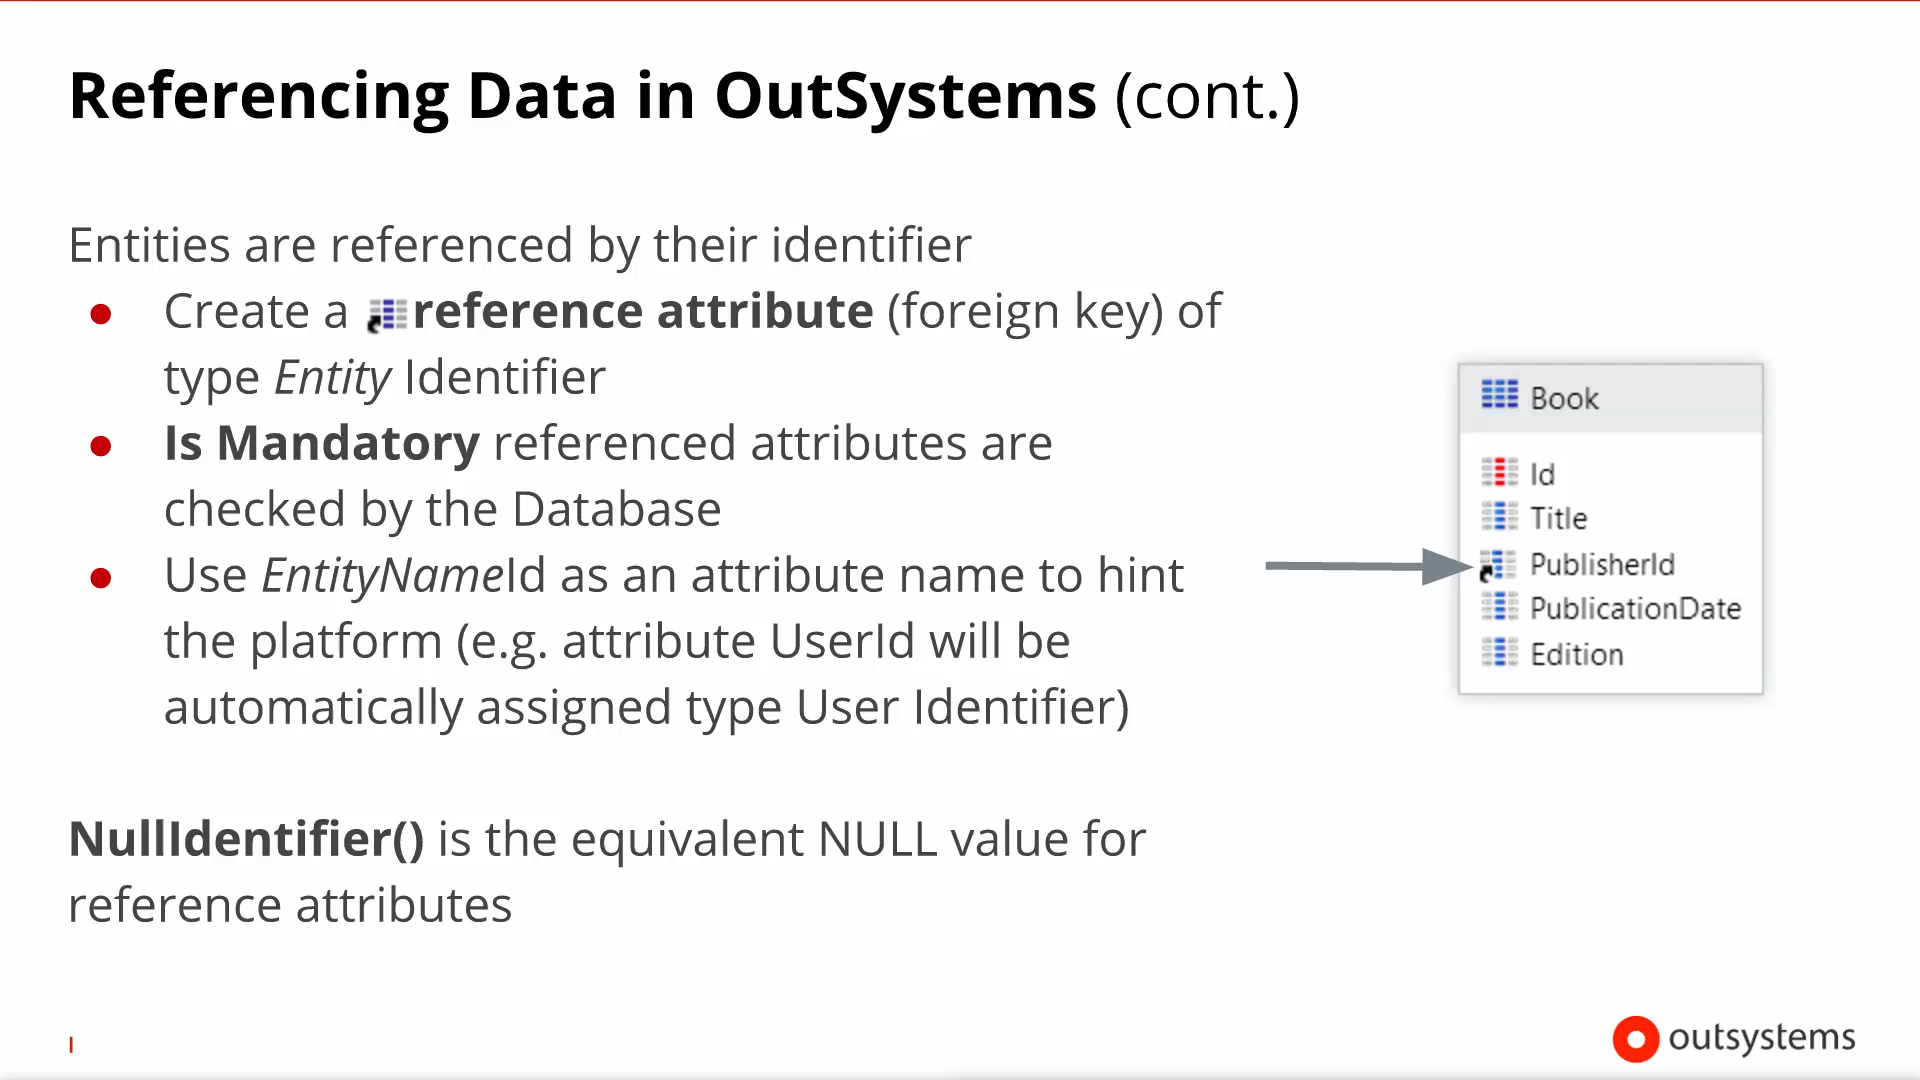 Referencing Data in OutSystems (cont.)
Entities are referenced by their identifier
● Create a reference attribute (foreign key) of
type Entity Identifier
● Is Mandatory referenced attributes are
checked by the Database
● Use EntityNameId as an attribute name to hint
the platform (e.g. attribute UserId will be
automatically assigned type User Identifier)
NullIdentifier() is the equivalent NULL value for
reference attributes
Book
Id
Title
PublisherId
PublicationDate
Edition
I
outsystems